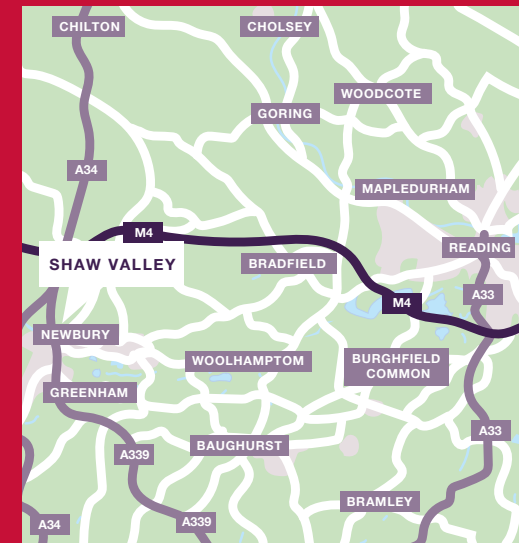 CHILTON
CHOLSEY
WOODCOTE
GORING
A34
MAPLEDURHAM
M4
READING
SHAW VALLEY
BRADFIELD
A33
M4
NEWBURY
WOOLHAMPTOM
BURGHFIELD
COMMON
GREENHAM
A33
BAUGHURST
A339
BRAMLEY
A339
A34